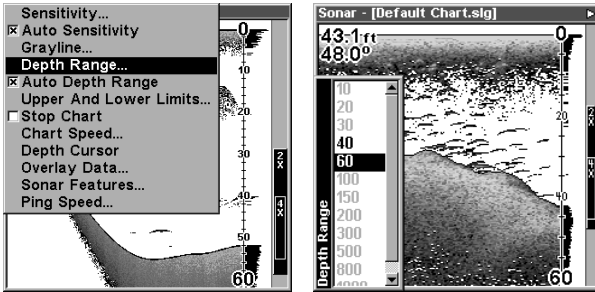 Sensitivity...
Auto Sensitivity
Grayline...
Depth Range...
Auto Depth Range
Upper And Lower Limits...
Stop Chart
Chart Speed...
Depth Cursor
Overlay Data...
Sonar Features...
Ping Speed...
0
10
20
30
40
50
60
2X
4X
Sonar - [Default Chart.slg]
43.1 ft
48.0º
Depth Range
10
20
30
40
60
100
150
200
300
500
800
1000
0
20
40
60
2X
4X